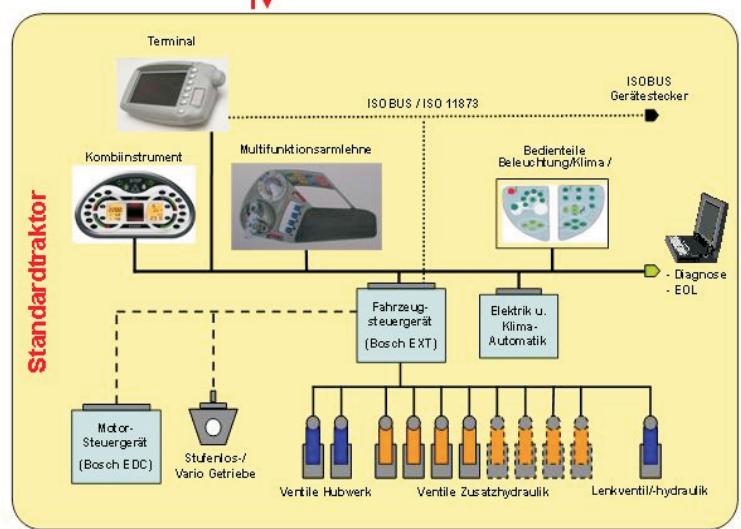 Terminal
ISOBUS / ISO 11873
ISOBUS
Gerätestecker
Kombiinstrument
Multifunktionsarmlehne
Bedienteile
Beleuchtung/Klima /
Standardtraktor
- Diagnose
- EOL
Fahrzeug-
steuergerät
(Bosch EXT)
Elektrik u.
Klima-
Automatik
Motor-
Steuergerät
(Bosch EDC)
Stufenlos-/
Vario Getriebe
Ventile Hubwerk
Ventile Zusatzhydraulik
Lenkventil/-hydraulik